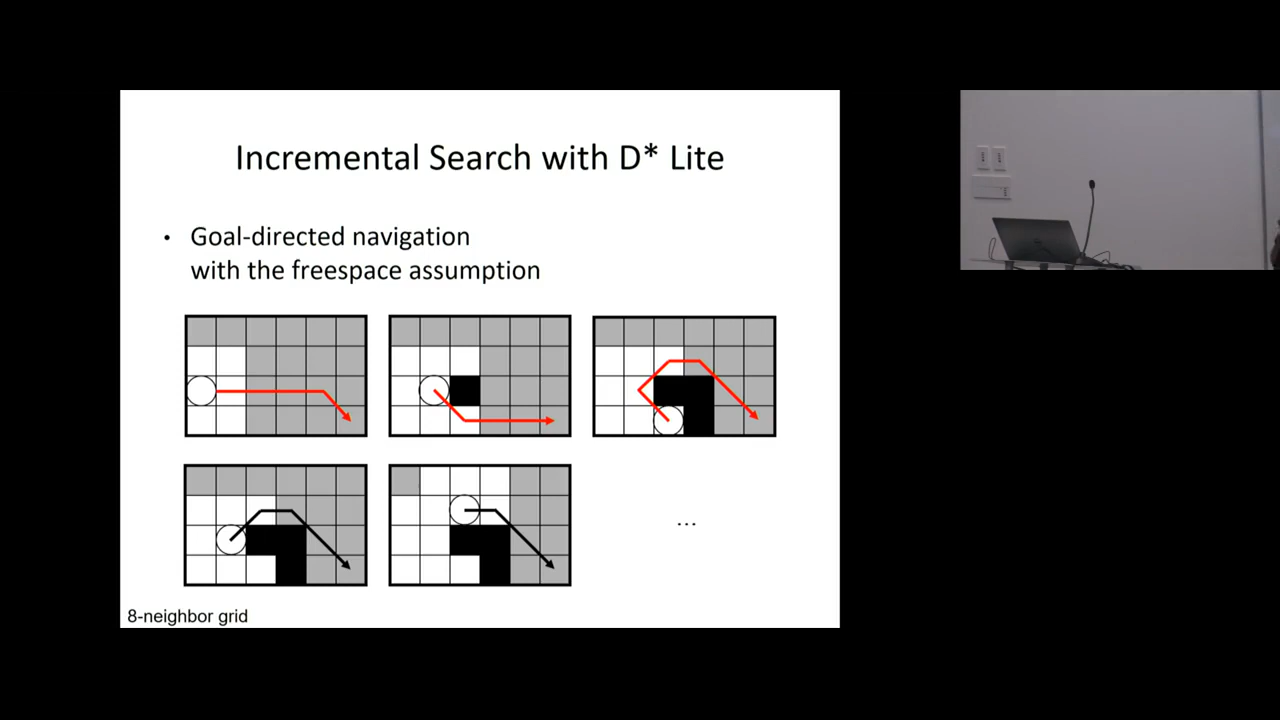 Incremental Search with D* Lite
• Goal-directed navigation
with the freespace assumption
...
8-neighbor grid